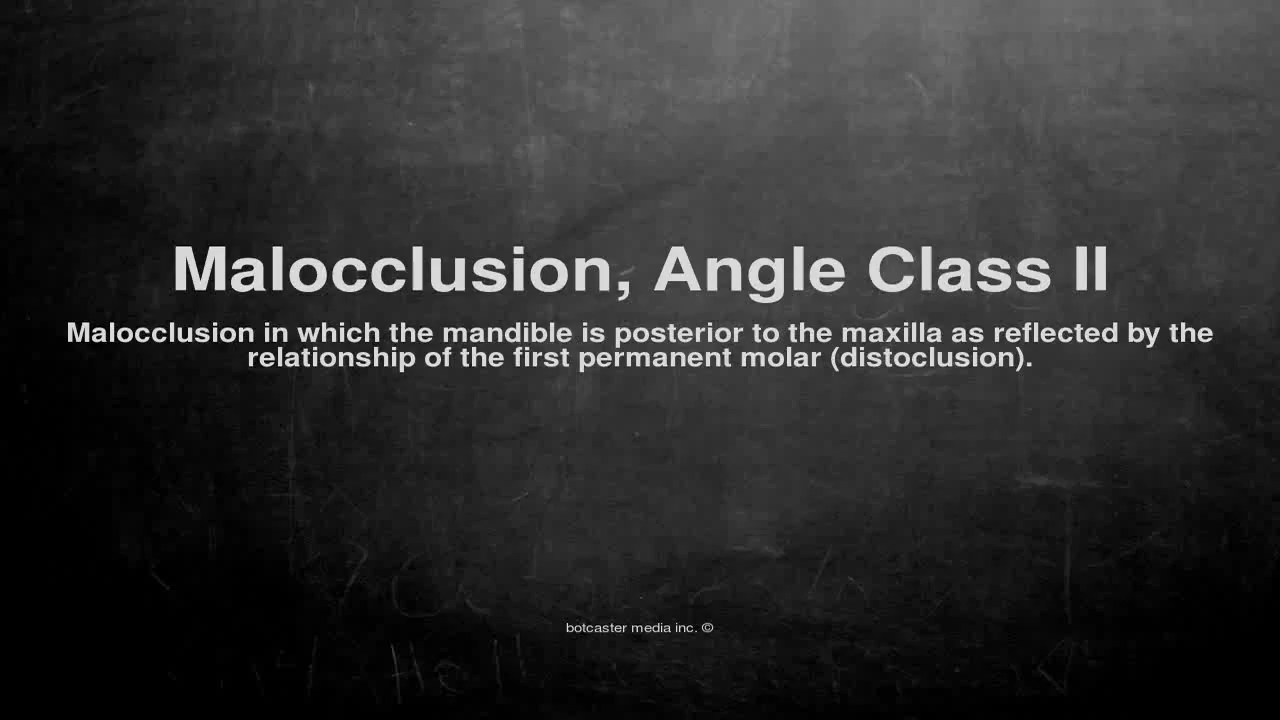 Malocclusion, Angle Class II
Malocclusion in which the mandible is posterior to the maxilla as reflected by the
relationship of the first permanent molar (distoclusion).
botcaster media inc. ©